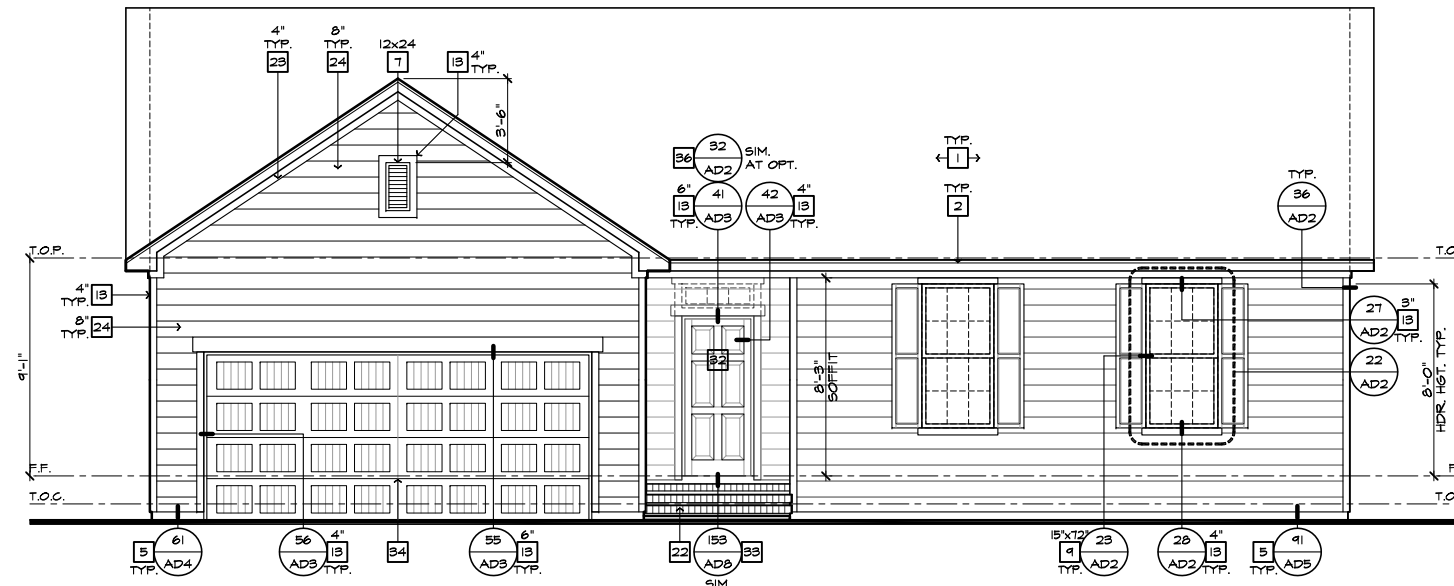 4" 8" 12x24
TYP. TYP. 4"
23 24 7 13 TYP.
3'-6"
32 SIM.
36 AD2 AT OPT.
TYP.
1
6" 41 42 4"
13 AD3 AD3 13
TYP. TYP.
TYP.
2
TYP.
36
AD2
T.O.P. T.O
4"
TYP. 13
8"
TYP. 24
9'-1"
32
8'-3"
SOFFIT
27 3"
AD2 13
TYP.
22
AD2
8'-0"
HDR. HGT. TYP.
F.F. F
T.O.C. T.O
5 61
TYP. AD4
56 4"
AD3 13
TYP.
34
55 6"
AD3 13
TYP.
22
153 33
AD8
SIM
15"x72" 23
9 AD2
TYP.
28 4"
AD2 13
TYP.
5 91
TYP. AD5